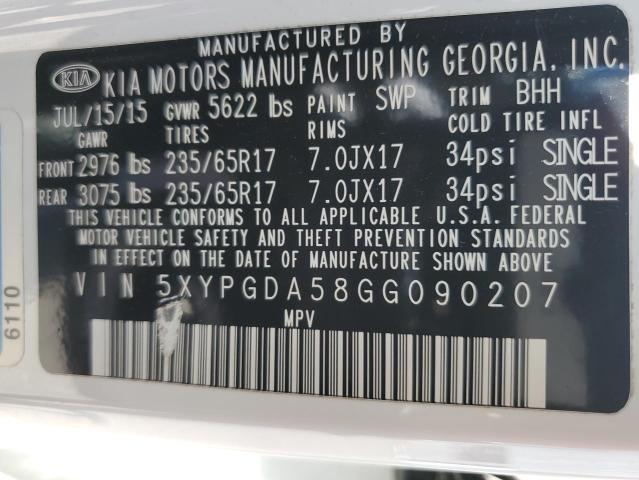 MANUFACTURED BY
KIA KIA MOTORS MANUFACTURING GEORGIA, INC.
JUL/15/15 GVWR 5622 lbs PAINT SWP TRIM BHH
GAWR TIRES RIMS COLD TIRE INFL
FRONT 2976 lbs 235/65R17 7.0JX17 34psi SINGLE
REAR 3075 lbs 235/65R17 7.0JX17 34psi SINGLE
THIS VEHICLE CONFORMS TO ALL APPLICABLE U.S.A. FEDERAL
MOTOR VEHICLE SAFETY AND THEFT PREVENTION STANDARDS
IN EFFECT ON THE DATE OF MANUFACTURE SHOWN ABOVE
VIN 5XYPGDA58GG090207
MPV
6110